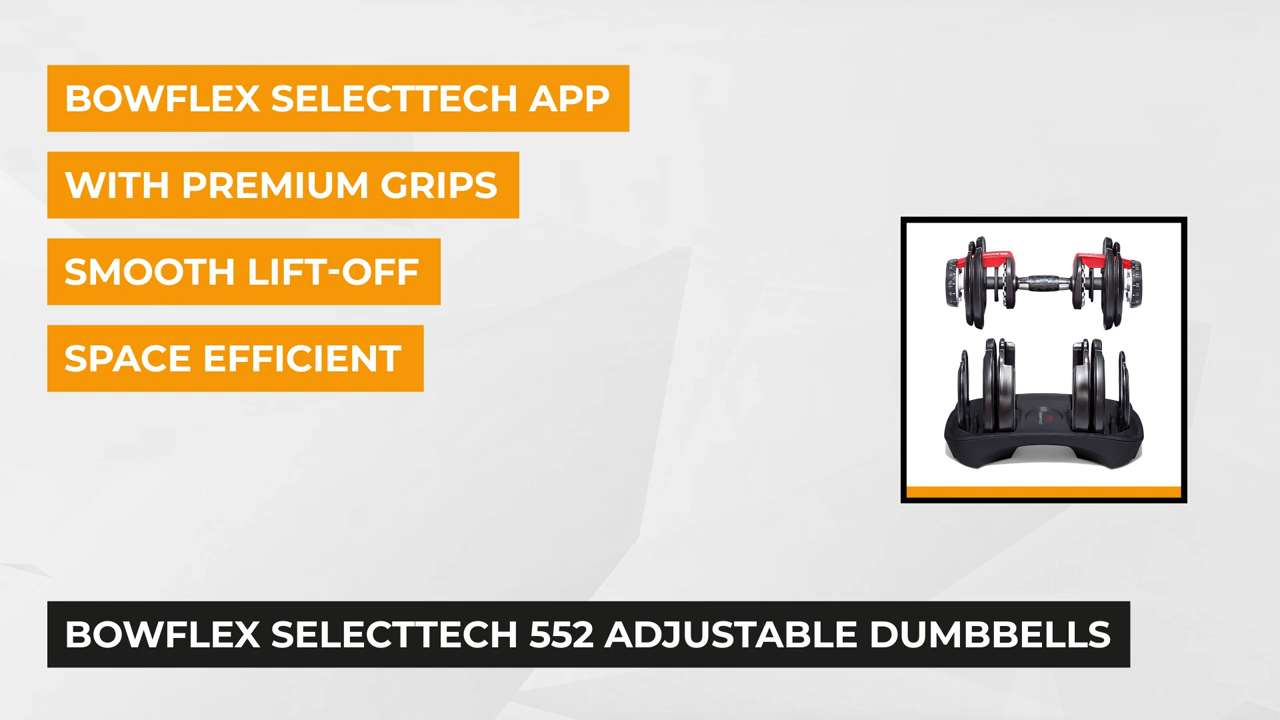 BOWFLEX SELECTTECH APP
WITH PREMIUM GRIPS
SMOOTH LIFT-OFF
SPACE EFFICIENT
BOWFLEX SELECTTECH 552 ADJUSTABLE DUMBBELLS